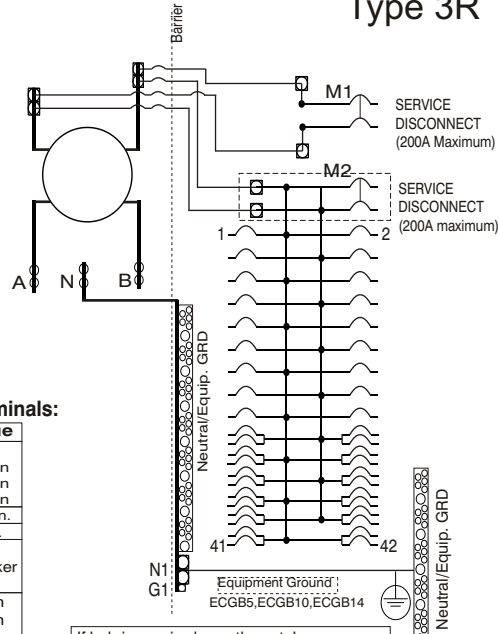 Type 3R
Barrier
M1
SERVICE
DISCONNECT
(200A Maximum)
M2
SERVICE
DISCONNECT
(200A maximum)
1
2
A
N
B
Neutral/Equip. GRD
41
42
N1
G1
Equipment Ground
ECGB5,ECGB10,ECGB14
Neutral/Equip. GRD